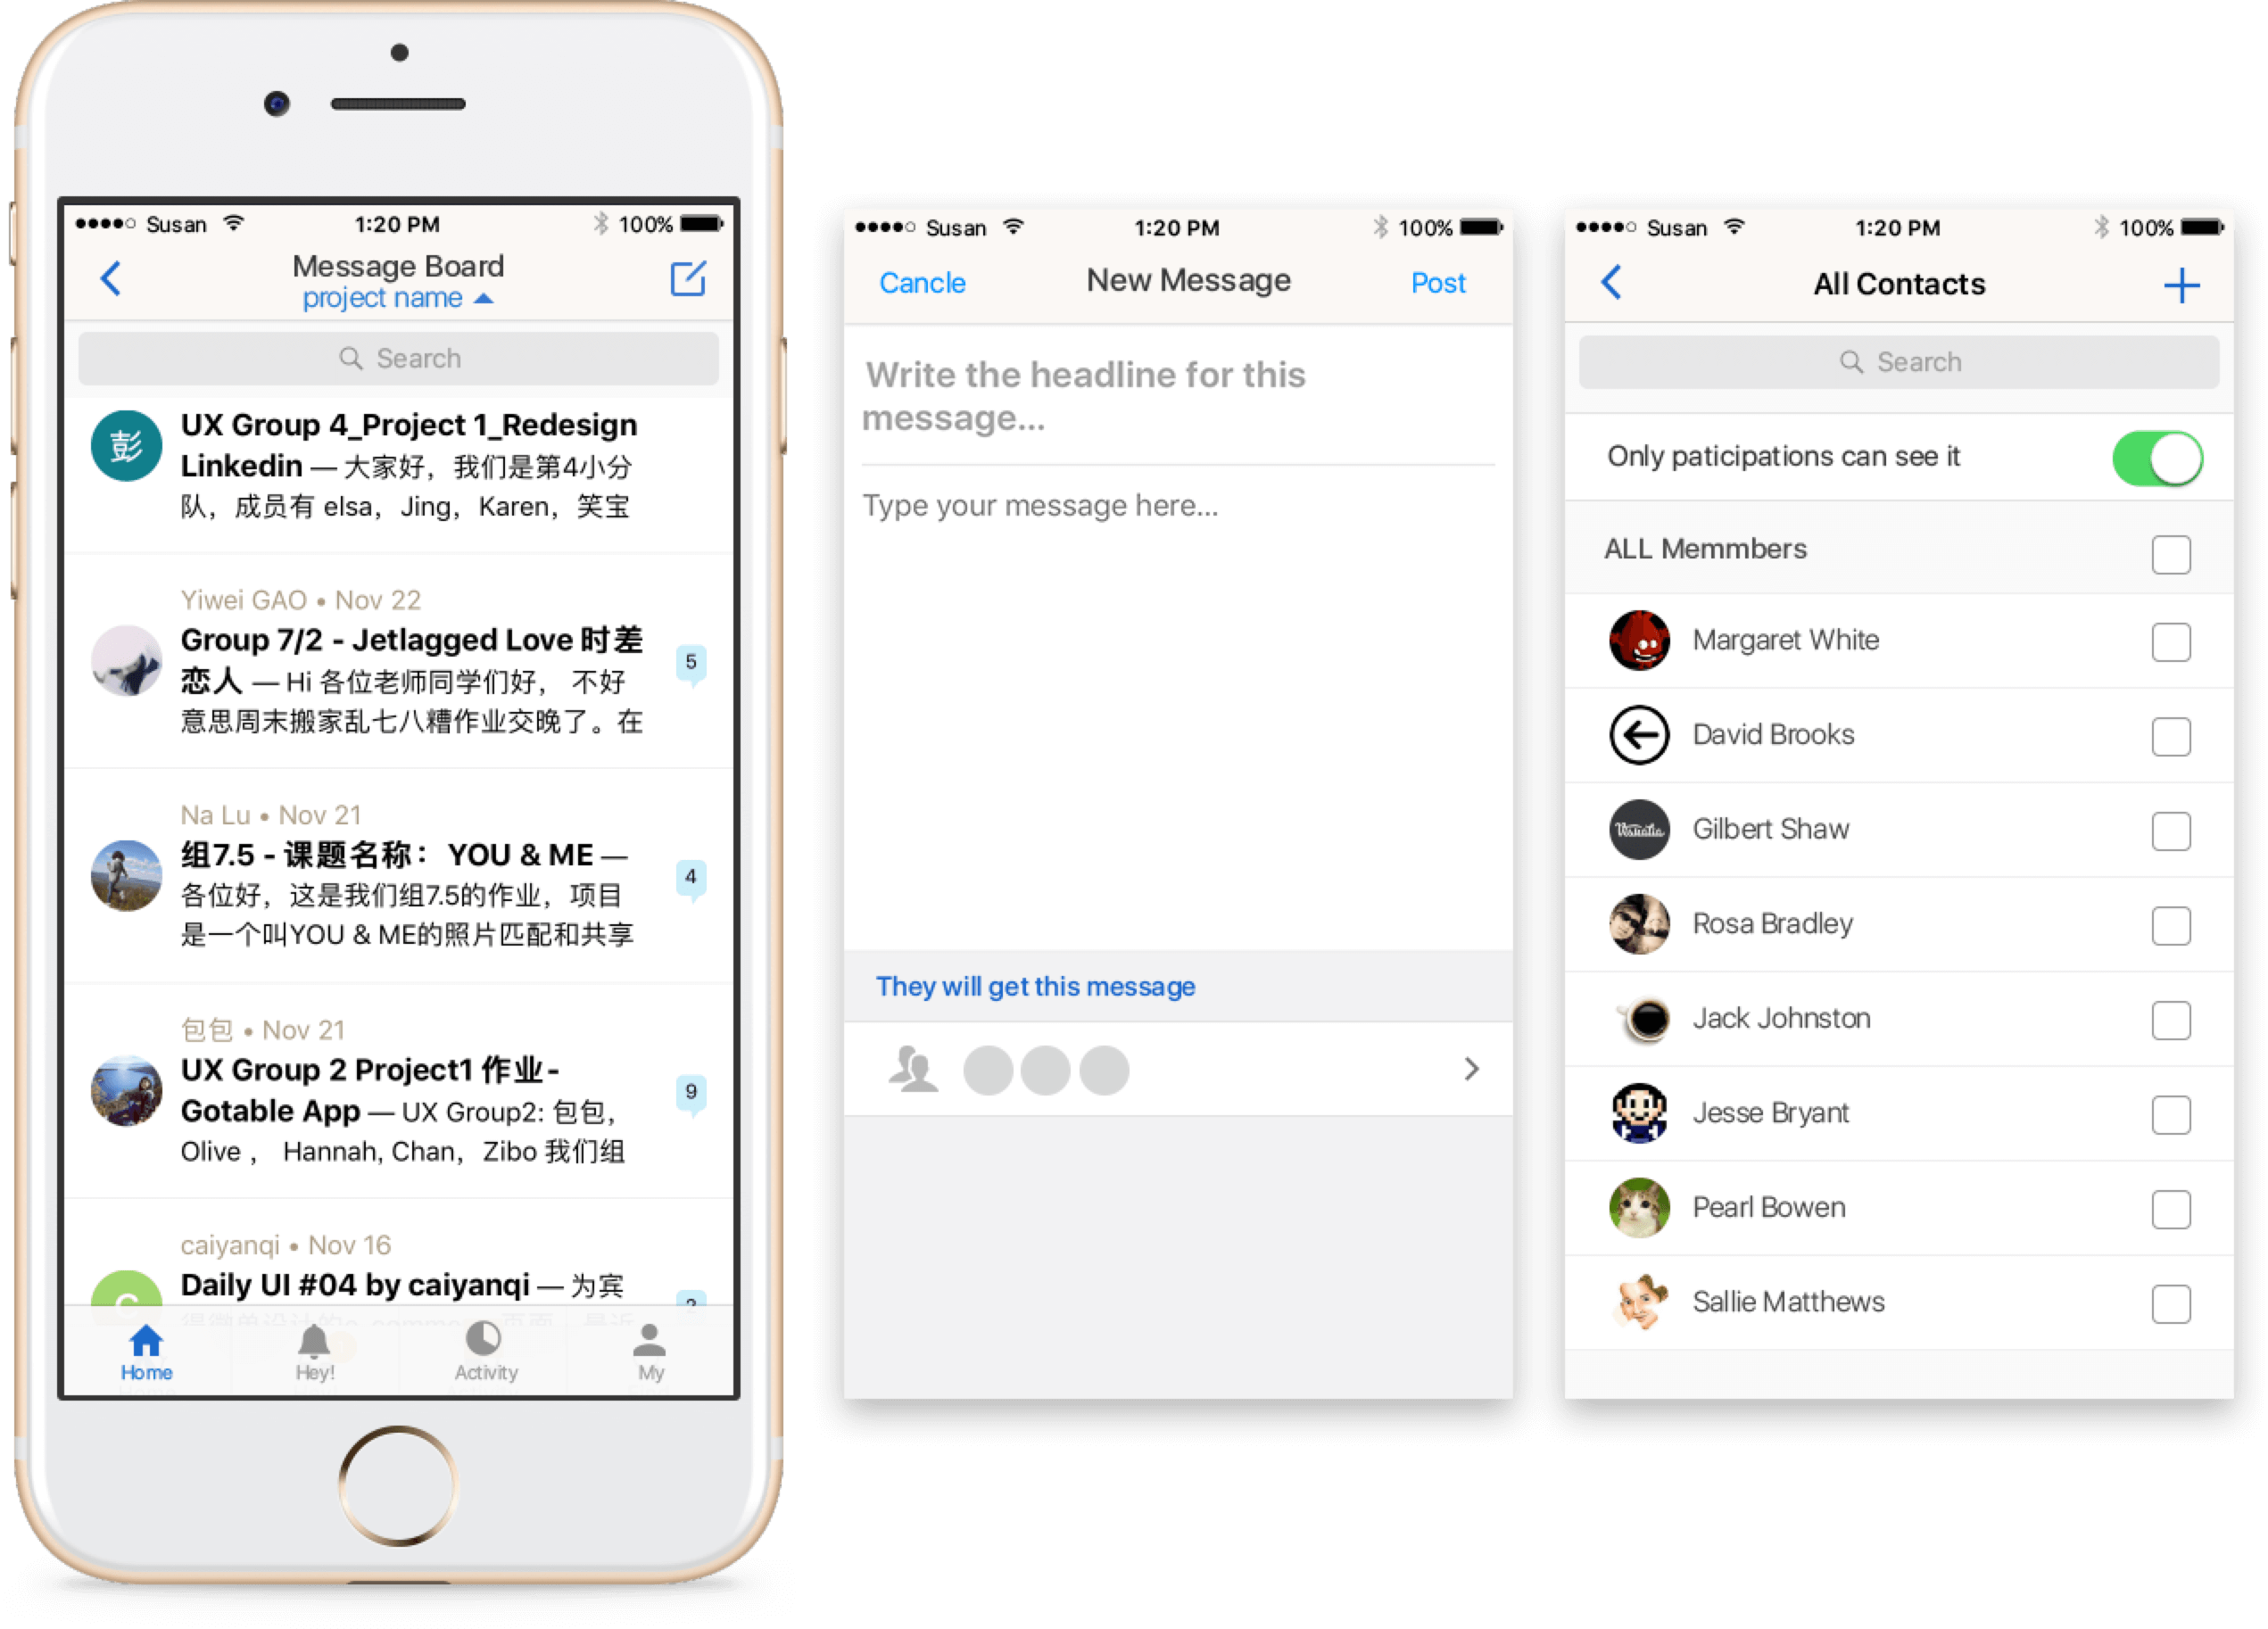 Susan 1:20 PM 100%
Message Board
project name
Search
彭
UX Group 4_Project 1_Redesign
Linkedin — 大家好，我们是第4小分
队，成员有 elsa，Jing，Karen，笑宝
Yiwei GAO • Nov 22
Group 7/2 - Jetlagged Love 时差
恋人 — Hi 各位老师同学们好， 不好
意思周末搬家乱七八糟作业交晚了。在
5
Na Lu • Nov 21
组7.5 - 课题名称： YOU & ME —
各位好，这是我们组7.5的作业，项目
是一个叫YOU & ME的照片匹配和共享
4
包包 • Nov 21
UX Group 2 Project1 作业-
Gotable App — UX Group2: 包包，
Olive ， Hannah, Chan，Zibo 我们组
9
caiyanqi • Nov 16
Daily UI #04 by caiyanqi — 为宾
Home
Hey!
Activity
My
Susan 1:20 PM 100%
Cancle New Message Post
Write the headline for this
message...
Type your message here...
They will get this message
Susan 1:20 PM 100%
All Contacts
Search
Only paticipations can see it
ALL Memmbers
Margaret White
David Brooks
Gilbert Shaw
Rosa Bradley
Jack Johnston
Jesse Bryant
Pearl Bowen
Sallie Matthews